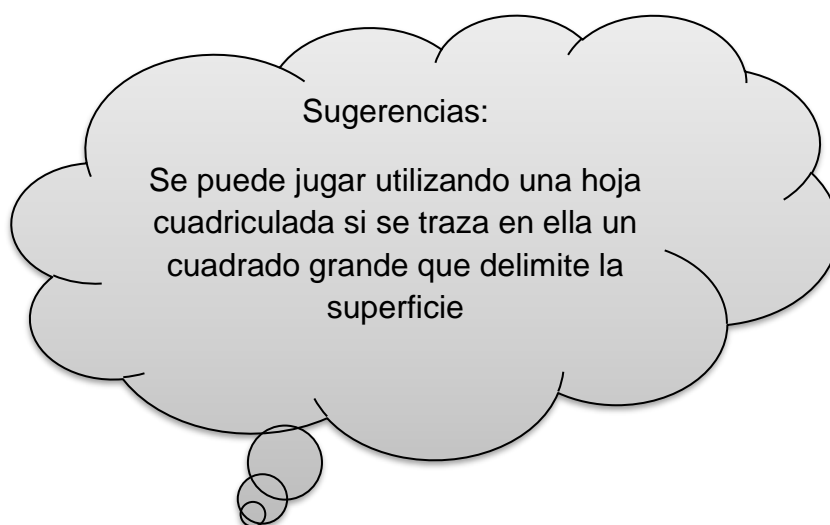 Sugerencias:
Se puede jugar utilizando una hoja
cuadriculada si se traza en ella un
cuadrado grande que delimite la
superficie